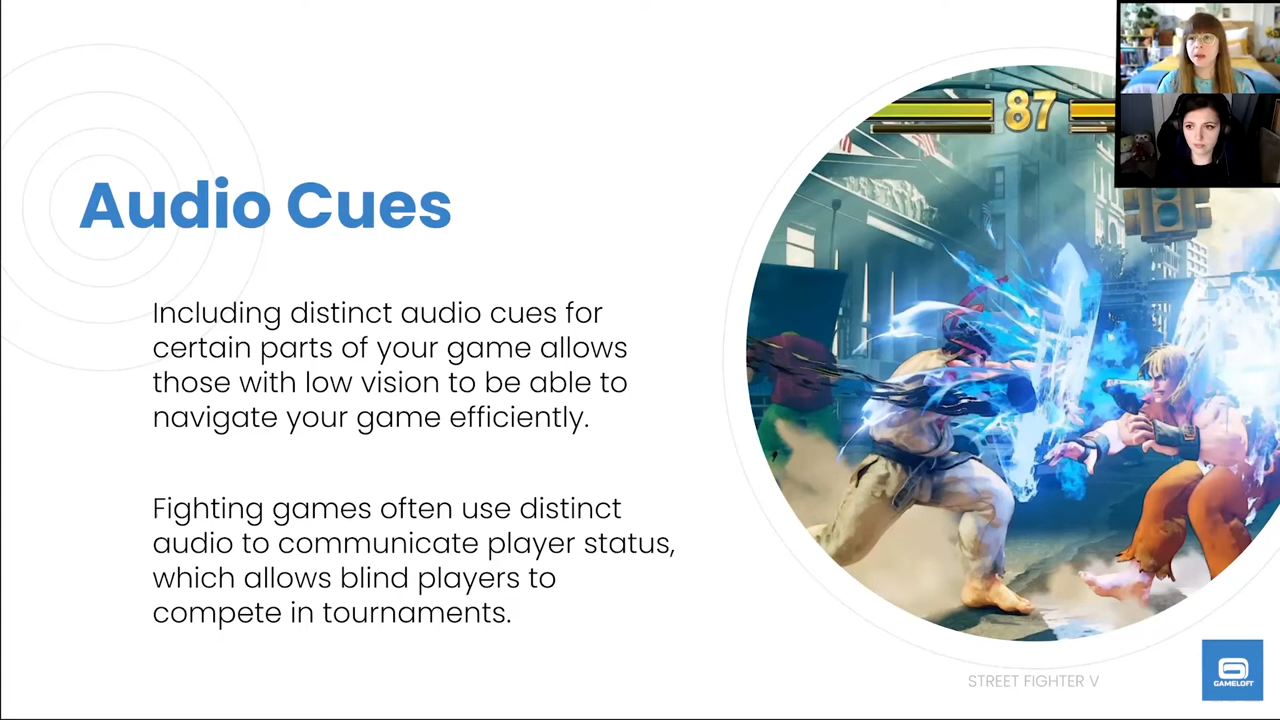 87
Audio Cues
Including distinct audio cues for
certain parts of your game allows
those with low vision to be able to
navigate your game efficiently.
Fighting games often use distinct
audio to communicate player status,
which allows blind players to
compete in tournaments.
STREET FIGHTER V
GAMELOFT